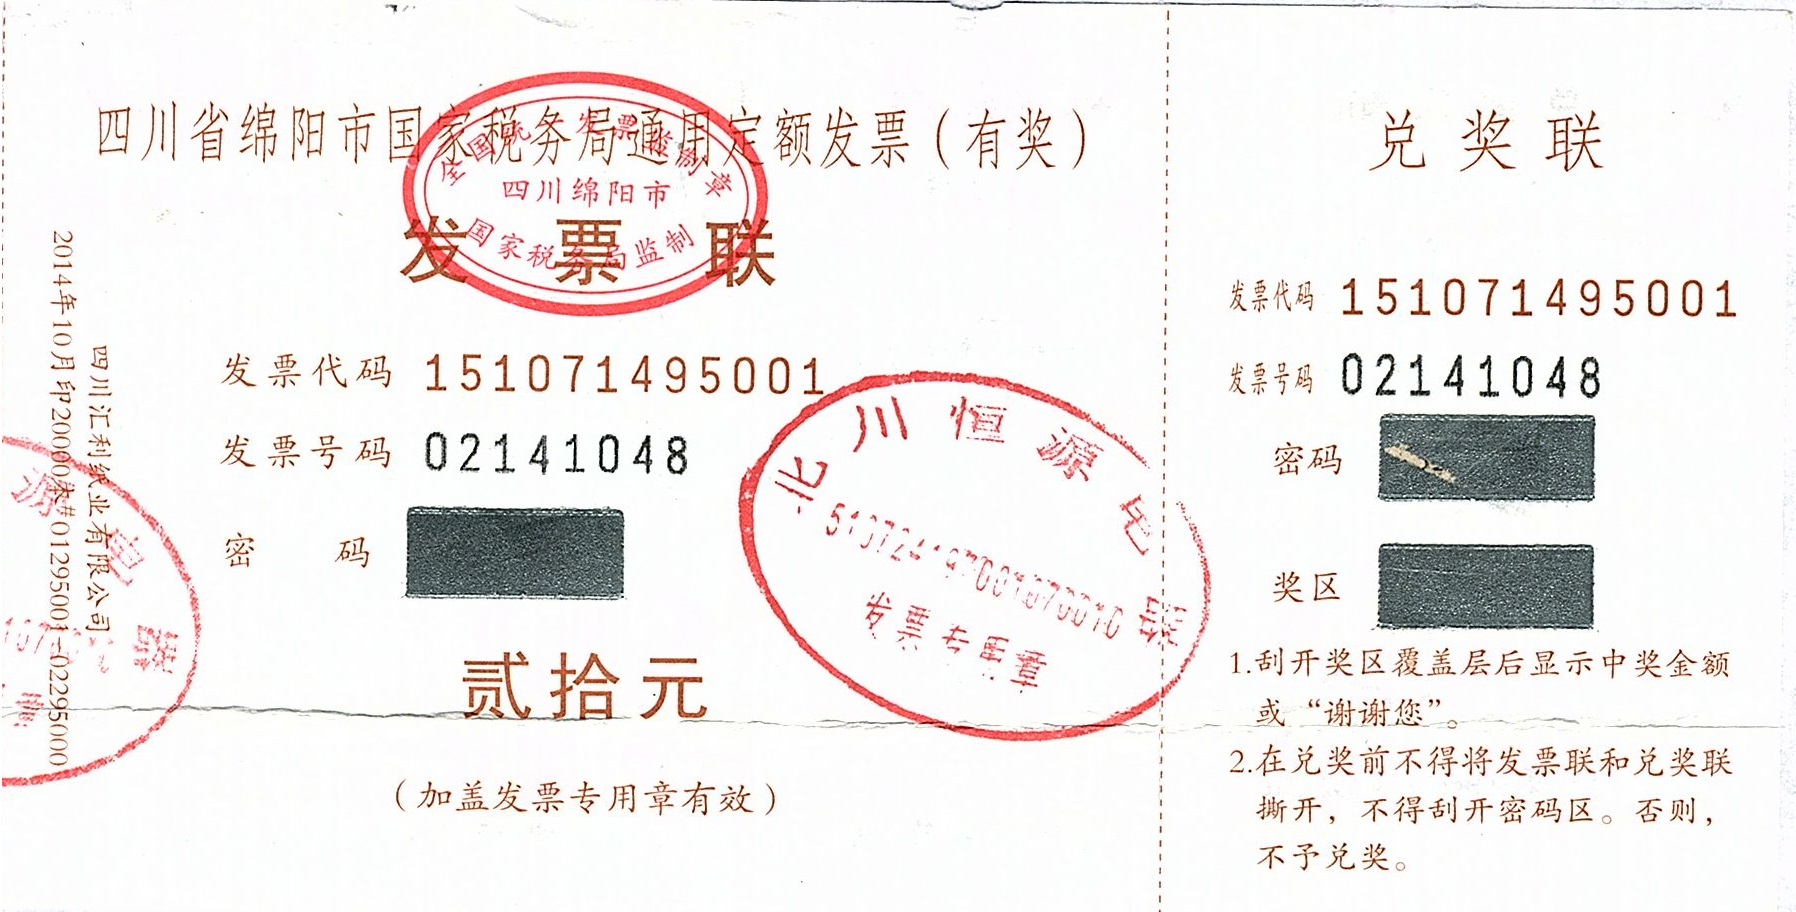 四川省绵阳市国家税务局通用定额发票（有奖）
全国统一发票监制章
四川绵阳市
国家税务局监制
发票联
发票代码 151071495001
发票号码 02141048
密码
贰拾元
（加盖发票专用章有效）
北川恒源电器
发票专用章
四川汇利纸业有限公司
2014年10月印20000本#01295001-02295000
源电器
兑奖联
发票代码 151071495001
发票号码 02141048
密码
奖区
1.刮开奖区覆盖层后显示中奖金额
或“谢谢您”。
2.在兑奖前不得将发票联和兑奖联
撕开，不得刮开密码区。否则，
不予兑奖。